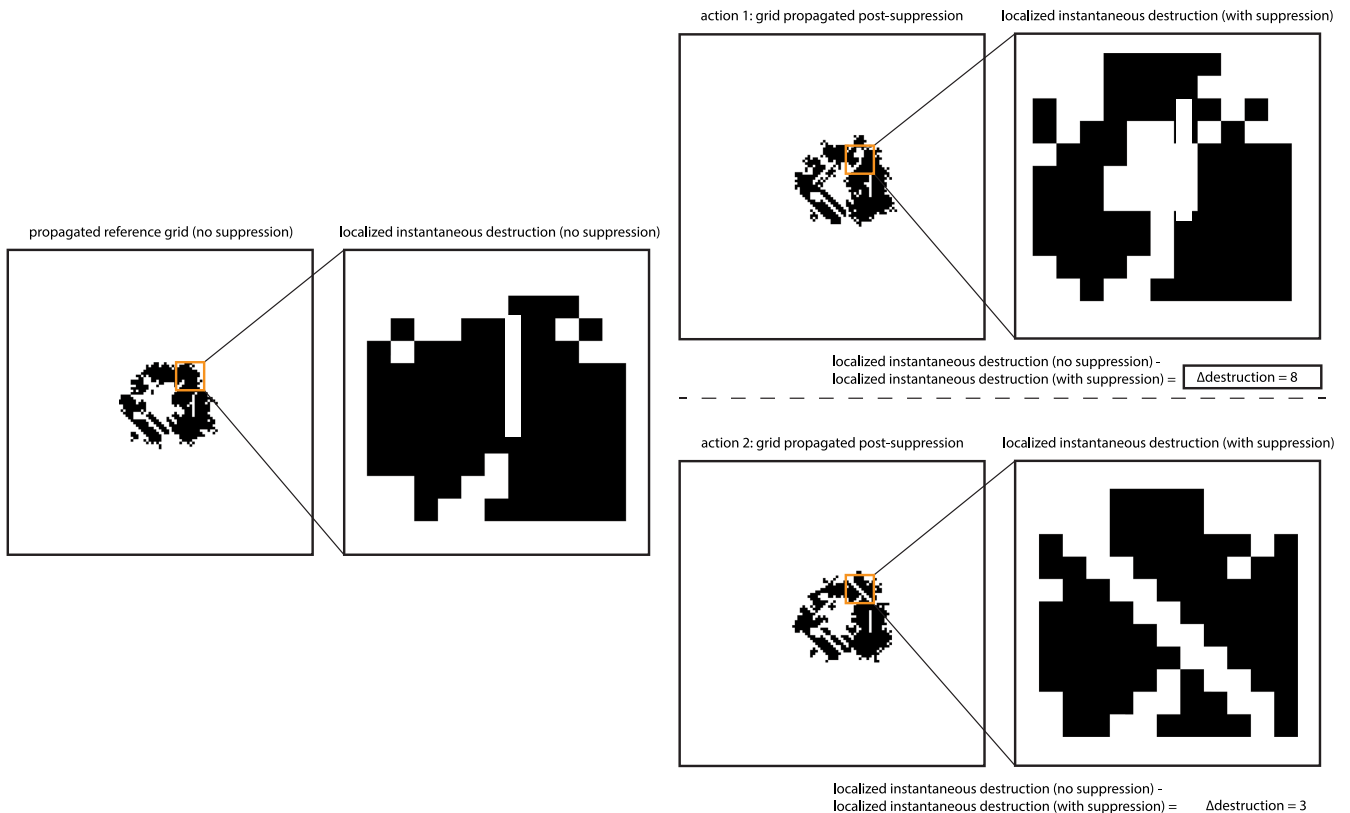 propagated reference grid (no suppression)
localized instantaneous destruction (no suppression)
action 1: grid propagated post-suppression
localized instantaneous destruction (with suppression)
localized instantaneous destruction (no suppression) -
localized instantaneous destruction (with suppression) = Δdestruction = 8
action 2: grid propagated post-suppression
localized instantaneous destruction (with suppression)
localized instantaneous destruction (no suppression) -
localized instantaneous destruction (with suppression) = Δdestruction = 3